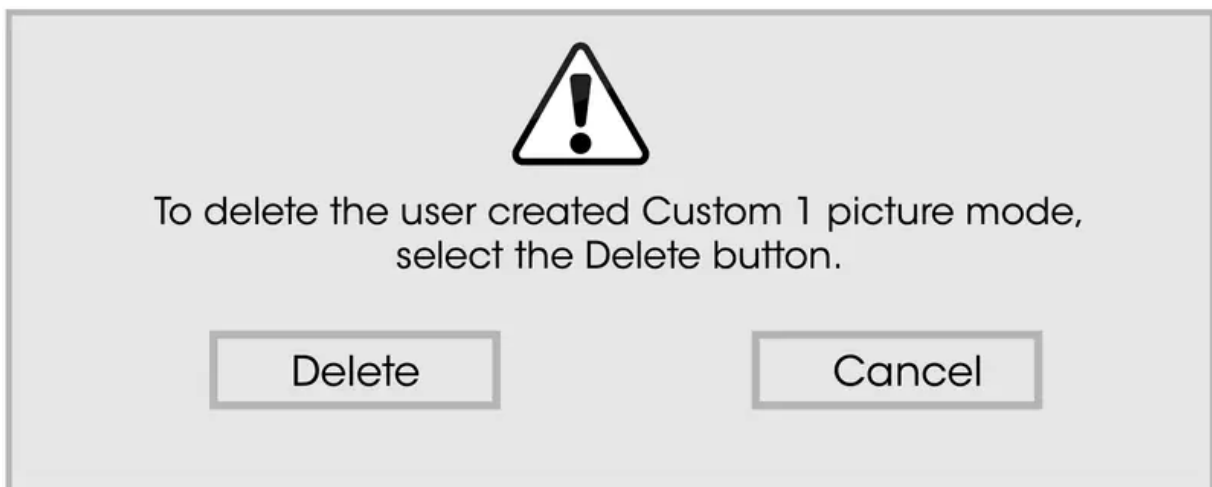 To delete the user created Custom 1 picture mode,
select the Delete button.
Delete
Cancel